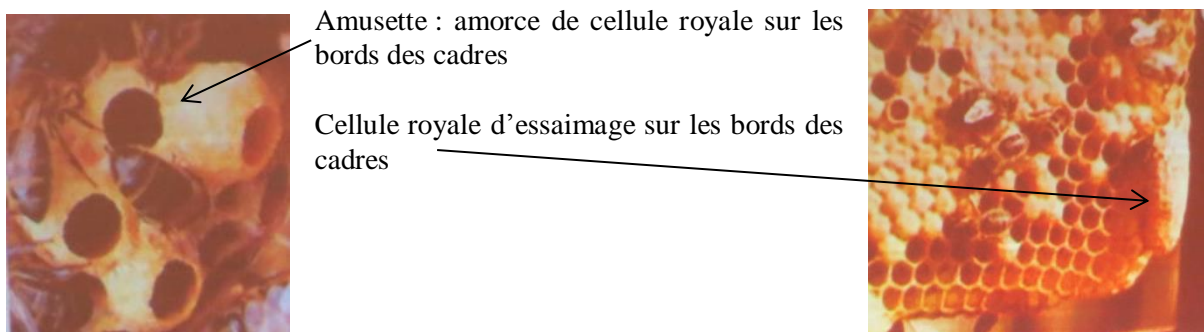 Amusette : amorce de cellule royale sur les
bords des cadres
Cellule royale d’essaimage sur les bords des
cadres